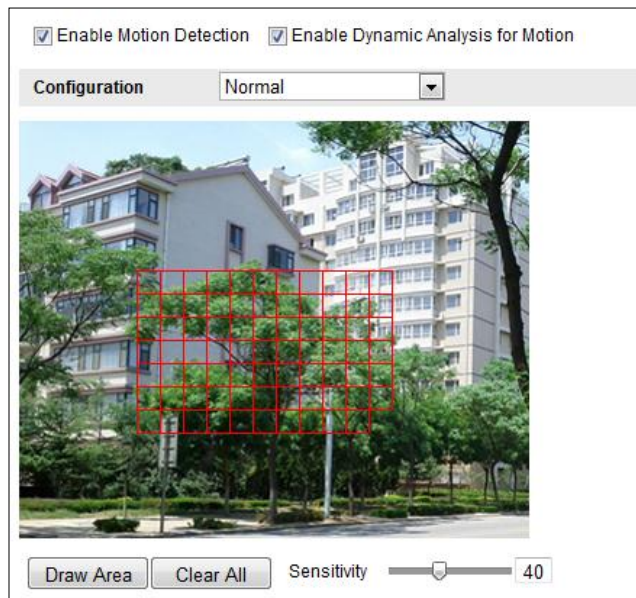 Enable Motion Detection Enable Dynamic Analysis for Motion
Configuration Normal
Draw Area Clear All Sensitivity 40